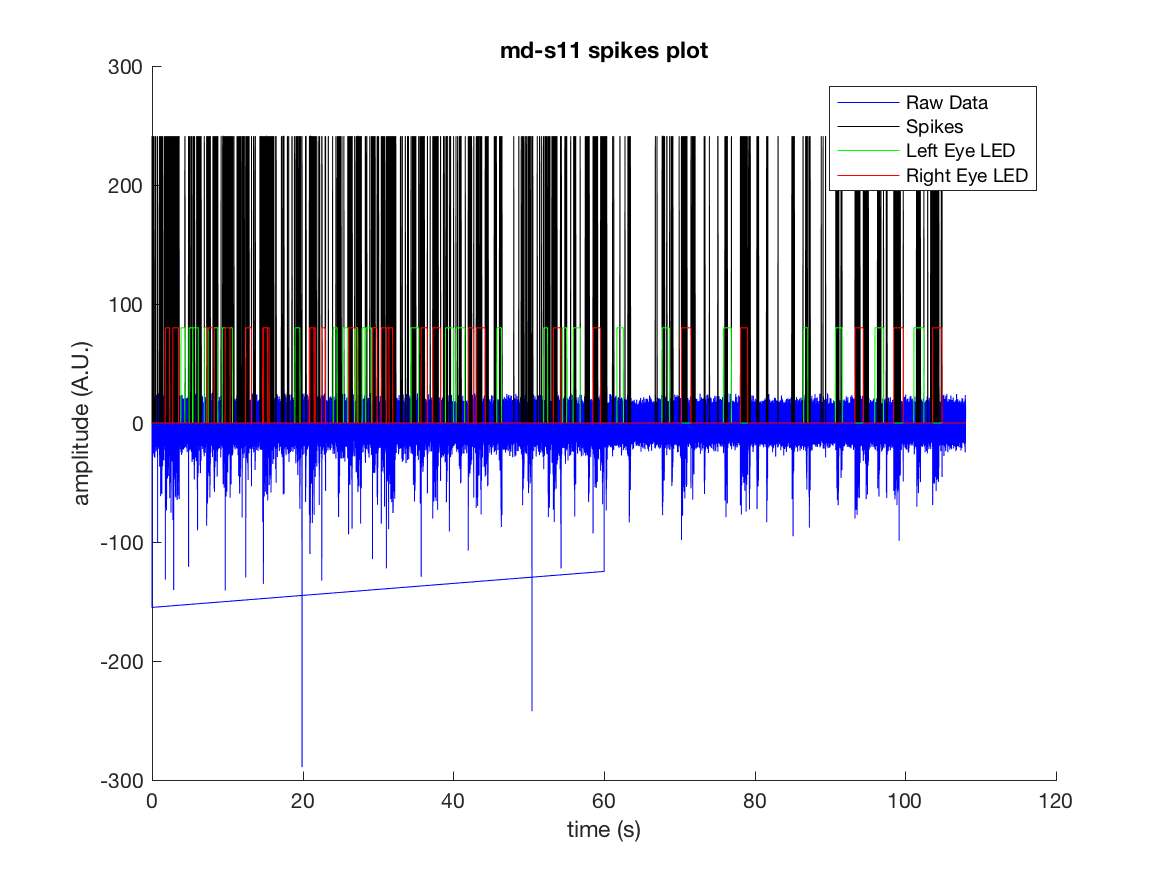 md-s11 spikes plot
300
200
100
0
-100
-200
-300
amplitude (A.U.)
Raw Data
Spikes
Left Eye LED
Right Eye LED
0 20 40 60 80 100 120
time (s)